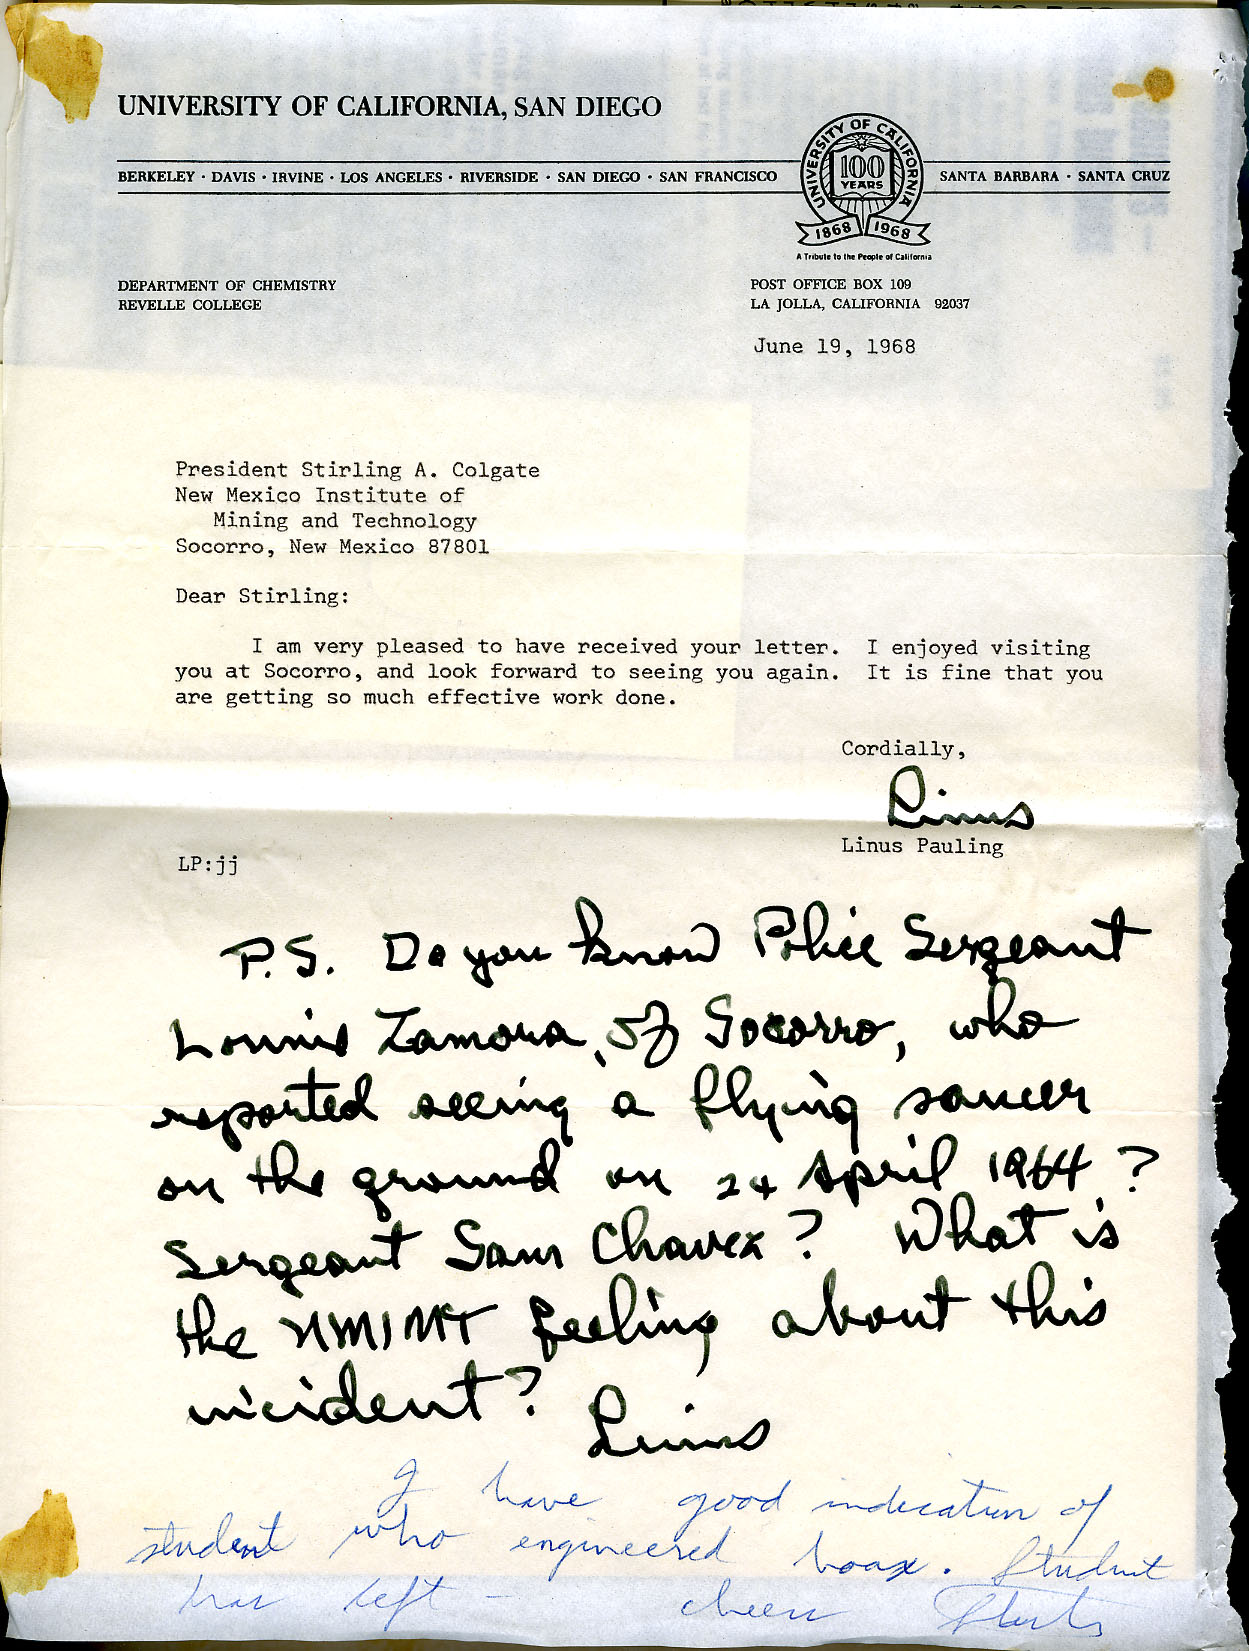 UNIVERSITY OF CALIFORNIA, SAN DIEGO
BERKELEY · DAVIS · IRVINE · LOS ANGELES · RIVERSIDE · SAN DIEGO · SAN FRANCISCO
UNIVERSITY OF CALIFORNIA
100
YEARS
1868 1968
A Tribute to the People of California
SANTA BARBARA · SANTA CRUZ
DEPARTMENT OF CHEMISTRY
REVELLE COLLEGE
POST OFFICE BOX 109
LA JOLLA, CALIFORNIA 92037
June 19, 1968
President Stirling A. Colgate
New Mexico Institute of
Mining and Technology
Socorro, New Mexico 87801
Dear Stirling:
I am very pleased to have received your letter. I enjoyed visiting
you at Socorro, and look forward to seeing you again. It is fine that you
are getting so much effective work done.
Cordially,
Linus
Linus Pauling
LP:jj
P.S. Do you know Police Sergeant
Lonnie Zamora, of Socorro, who
reported seeing a flying saucer
on the ground on 24 April 1964?
Sergeant Sam Chavez? What is
the NMIMT feeling about this
incident?
Linus
I have good indication of
student who engineered hoax. Student
has left – cheers